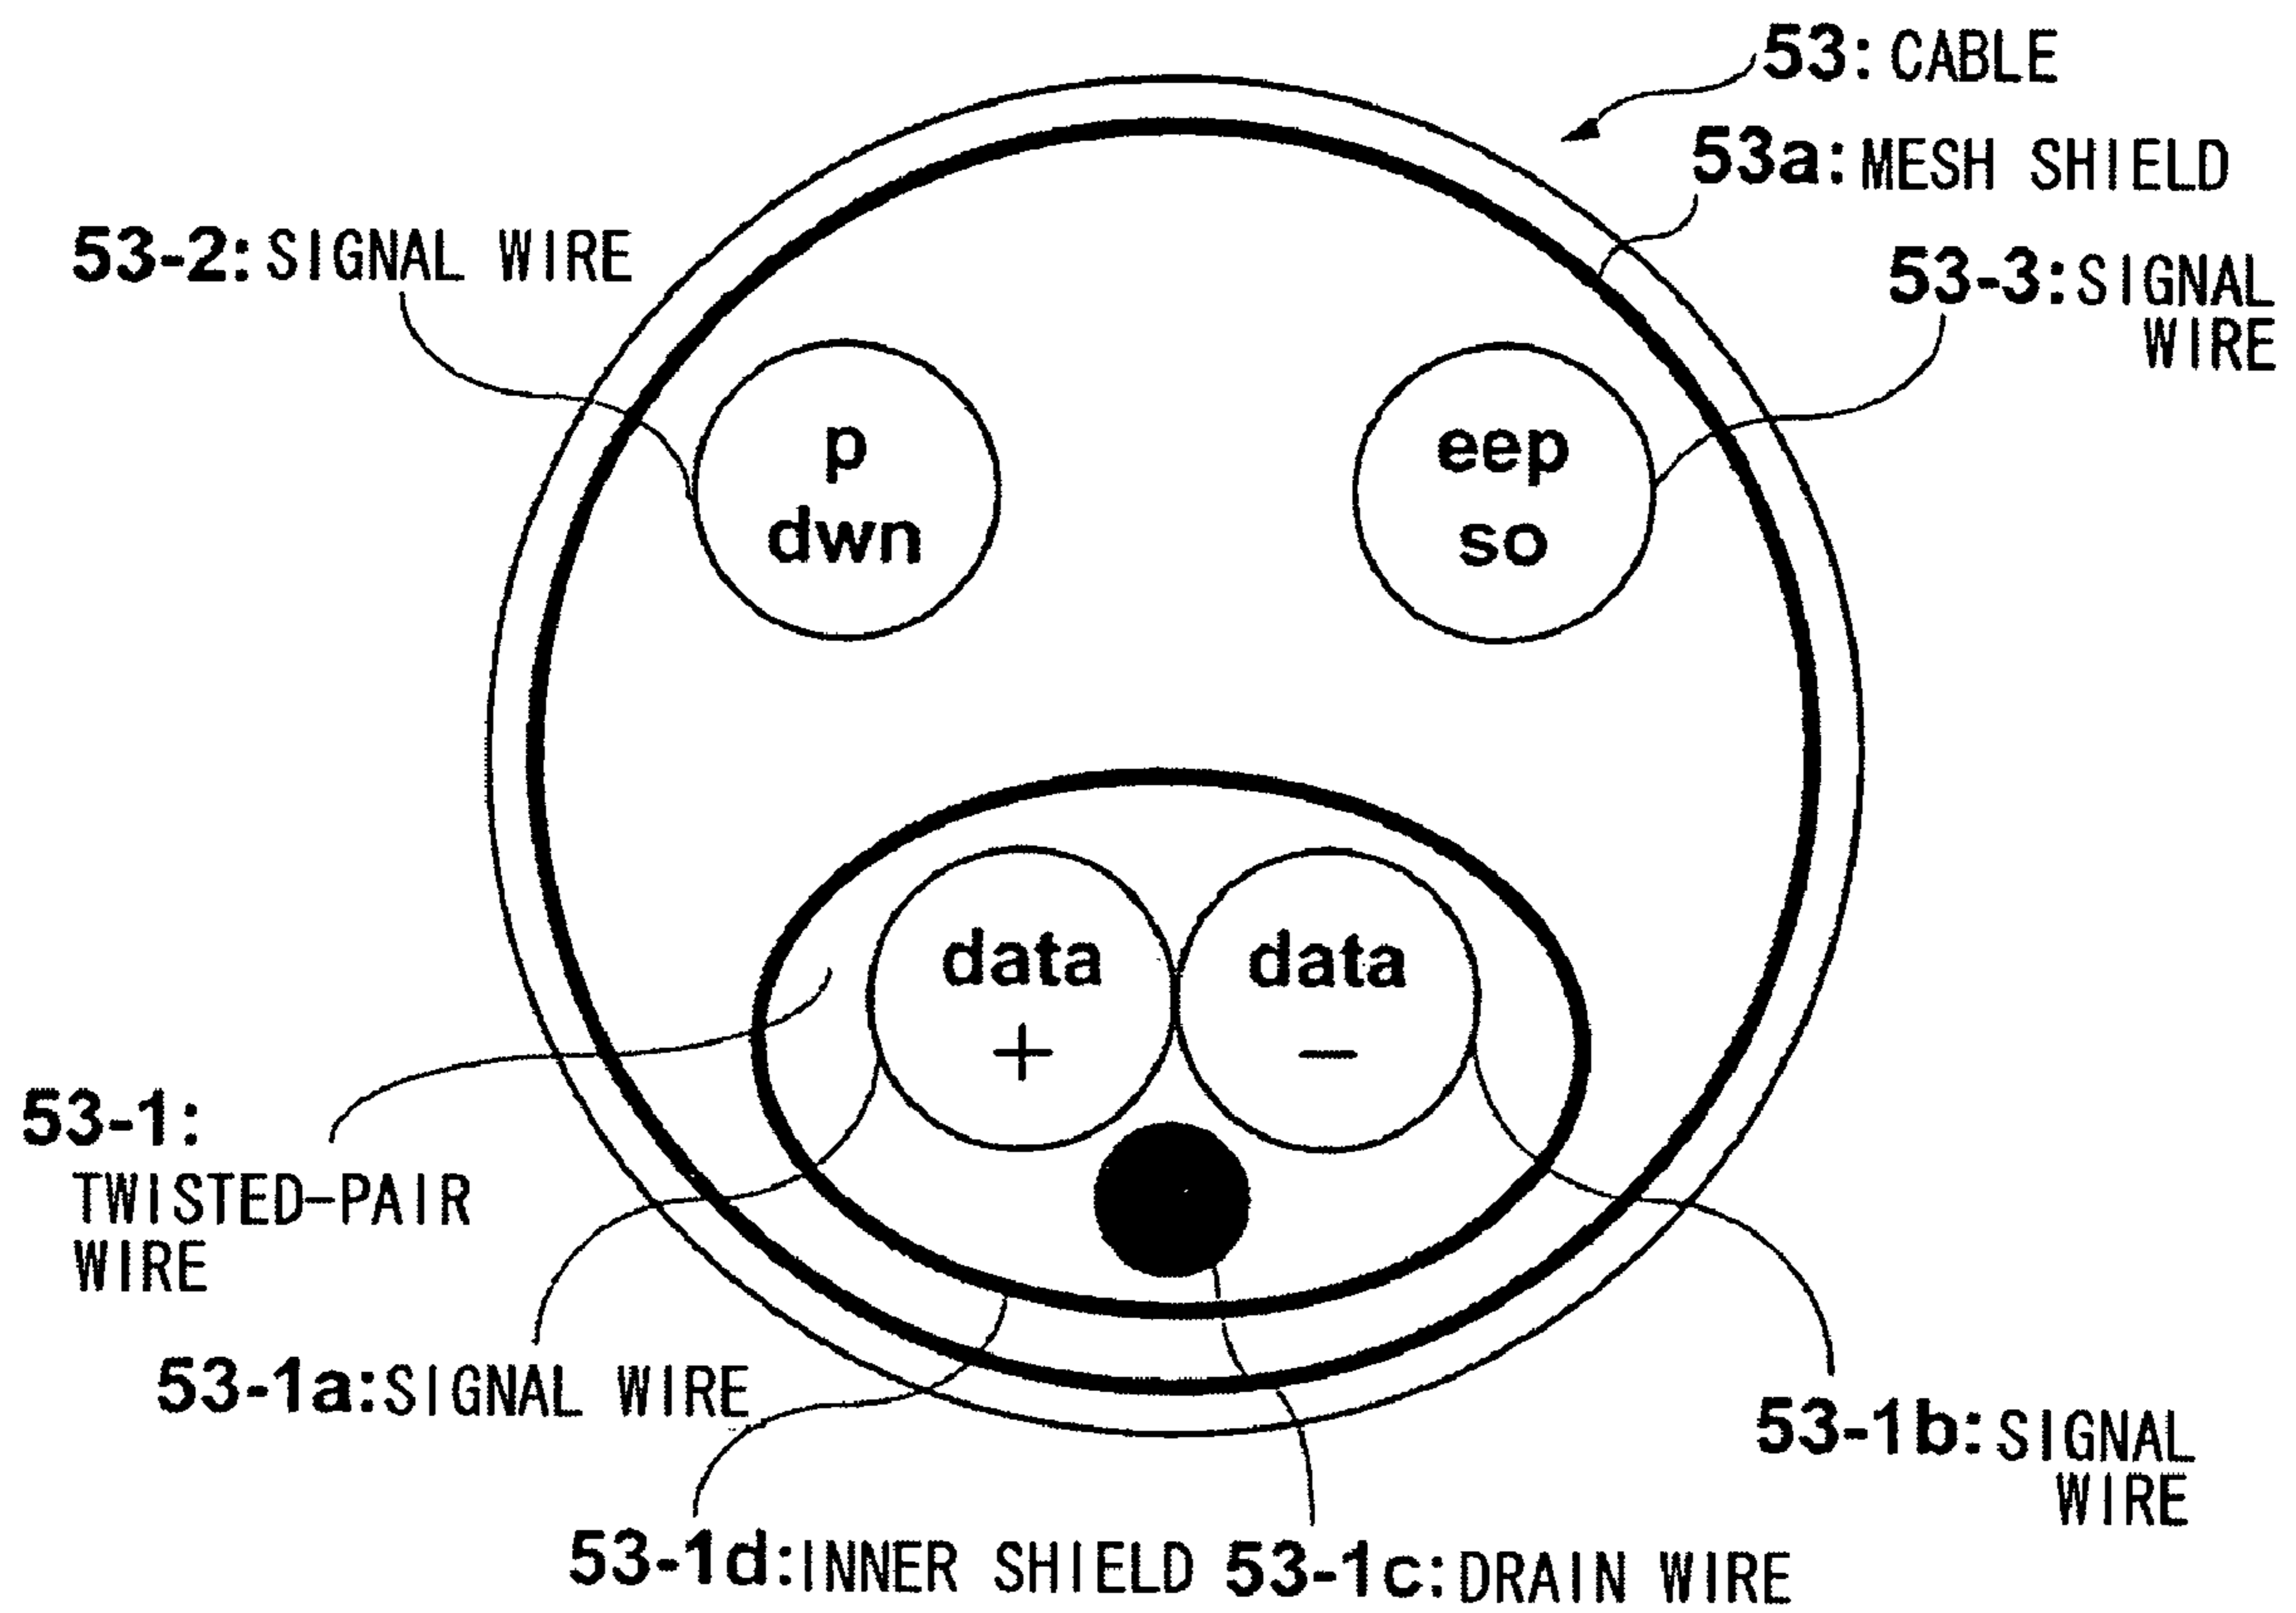 53: CABLE
53a: MESH SHIELD
53-2: SIGNAL WIRE
53-3: SIGNAL
WIRE
p
dwn
eep
so
data
+
data
−
53-1:
TWISTED-PAIR
WIRE
53-1a: SIGNAL WIRE
53-1b: SIGNAL
WIRE
53-1d: INNER SHIELD
53-1c: DRAIN WIRE